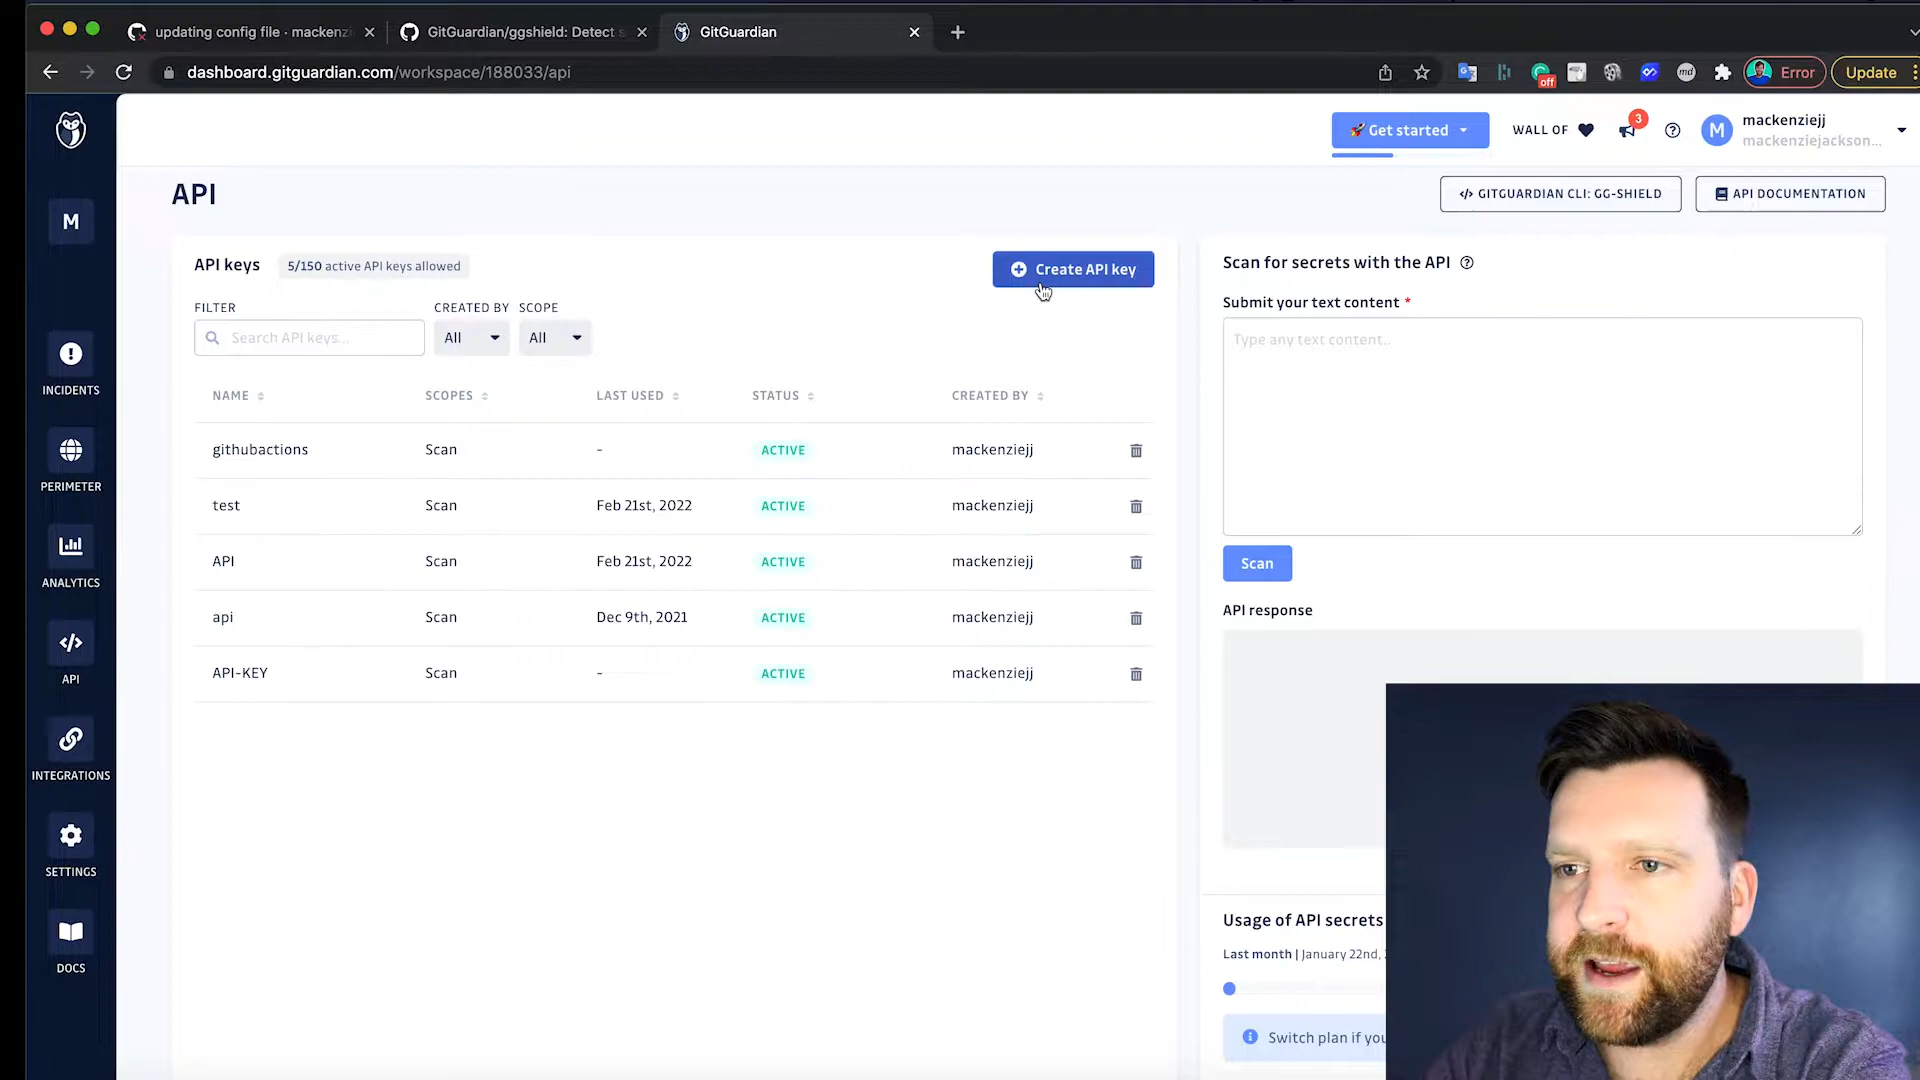 updating config file · mackenzi
GitGuardian/ggshield: Detect s
GitGuardian
dashboard.gitguardian.com/workspace/188033/api
off
md
Error
Update
Get started
WALL OF
3
M
mackenziejj
mackenziejackson...
API
GITGUARDIAN CLI: GG-SHIELD
API DOCUMENTATION
M
INCIDENTS
PERIMETER
ANALYTICS
API
INTEGRATIONS
SETTINGS
DOCS
API keys
5/150 active API keys allowed
Create API key
FILTER
CREATED BY
SCOPE
Search API keys...
All
All
NAME SCOPES LAST USED STATUS CREATED BY
githubactions Scan - ACTIVE mackenziejj
test Scan Feb 21st, 2022 ACTIVE mackenziejj
API Scan Feb 21st, 2022 ACTIVE mackenziejj
api Scan Dec 9th, 2021 ACTIVE mackenziejj
API-KEY Scan - ACTIVE mackenziejj
Scan for secrets with the API
Submit your text content *
Type any text content..
Scan
API response
Usage of API secrets
Last month | January 22nd,
Switch plan if you